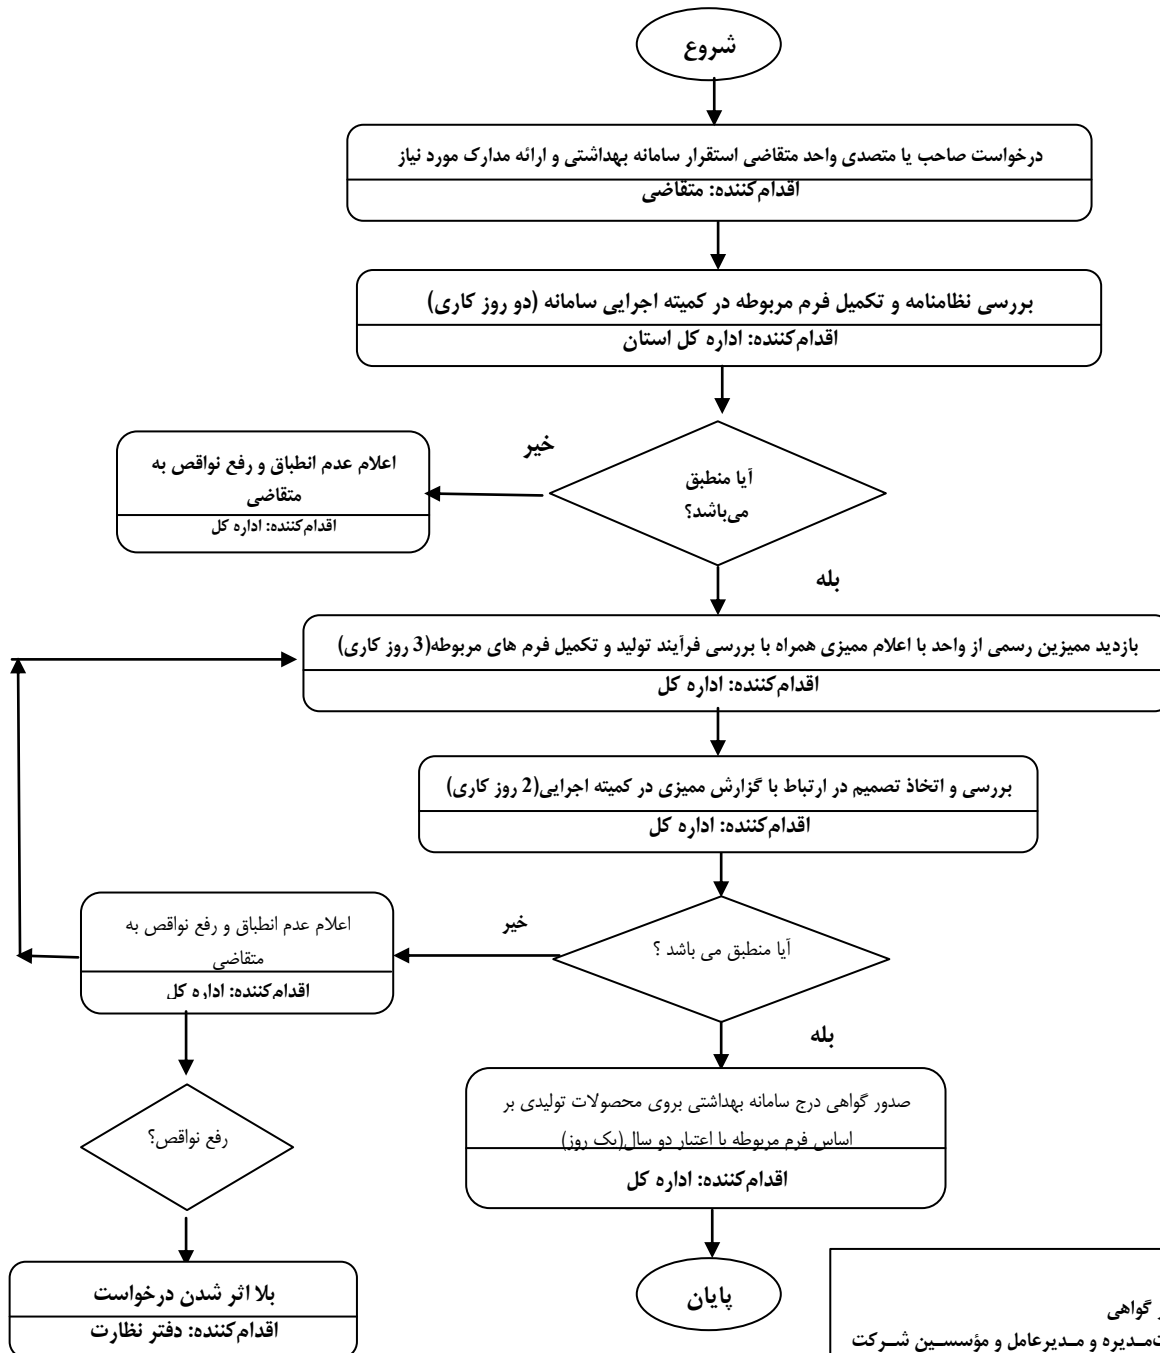 شروع
درخواست صاحب یا متصدی واحد متقاضی استقرار سامانه بهداشتی و ارائه مدارک مورد نیاز
اقدام‌کننده: متقاضی
بررسی نظامنامه و تکمیل فرم مربوطه در کمیته اجرایی سامانه (دو روز کاری)
اقدام‌کننده: اداره کل استان
آیا منطبق
می‌باشد؟
خیر
اعلام عدم انطباق و رفع نواقص به
متقاضی
اقدام‌کننده: اداره کل
بله
بازدید ممیزین رسمی از واحد با اعلام ممیزی همراه با بررسی فرآیند تولید و تکمیل فرم های مربوطه(3 روز کاری)
اقدام‌کننده: اداره کل
بررسی و اتخاذ تصمیم در ارتباط با گزارش ممیزی در کمیته اجرایی(2 روز کاری)
اقدام‌کننده: اداره کل
آیا منطبق می باشد ؟
خیر
اعلام عدم انطباق و رفع نواقص به
متقاضی
اقدام‌کننده: اداره کل
بله
صدور گواهی درج سامانه بهداشتی بروی محصولات تولیدی بر
اساس فرم مربوطه با اعتبار دو سال(یک روز)
اقدام‌کننده: اداره کل
رفع نواقص؟
بلا اثر شدن درخواست
اقدام‌کننده: دفتر نظارت
پایان
گواهی
مـدیره و مـدیرعامل و مؤسسـین شـرکت